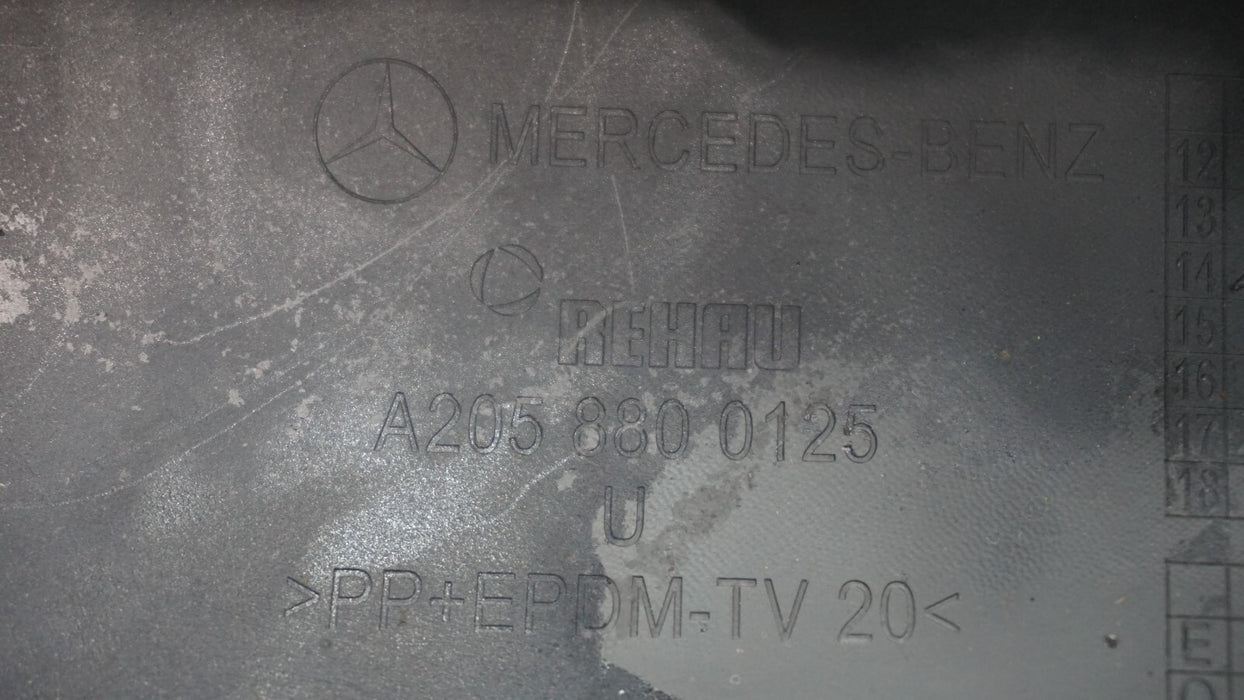 MERCEDES-BENZ
REHAU
A205 880 0125
U
>PP+EPDM-TV 20<
12
13
14
15
16
17
18
E